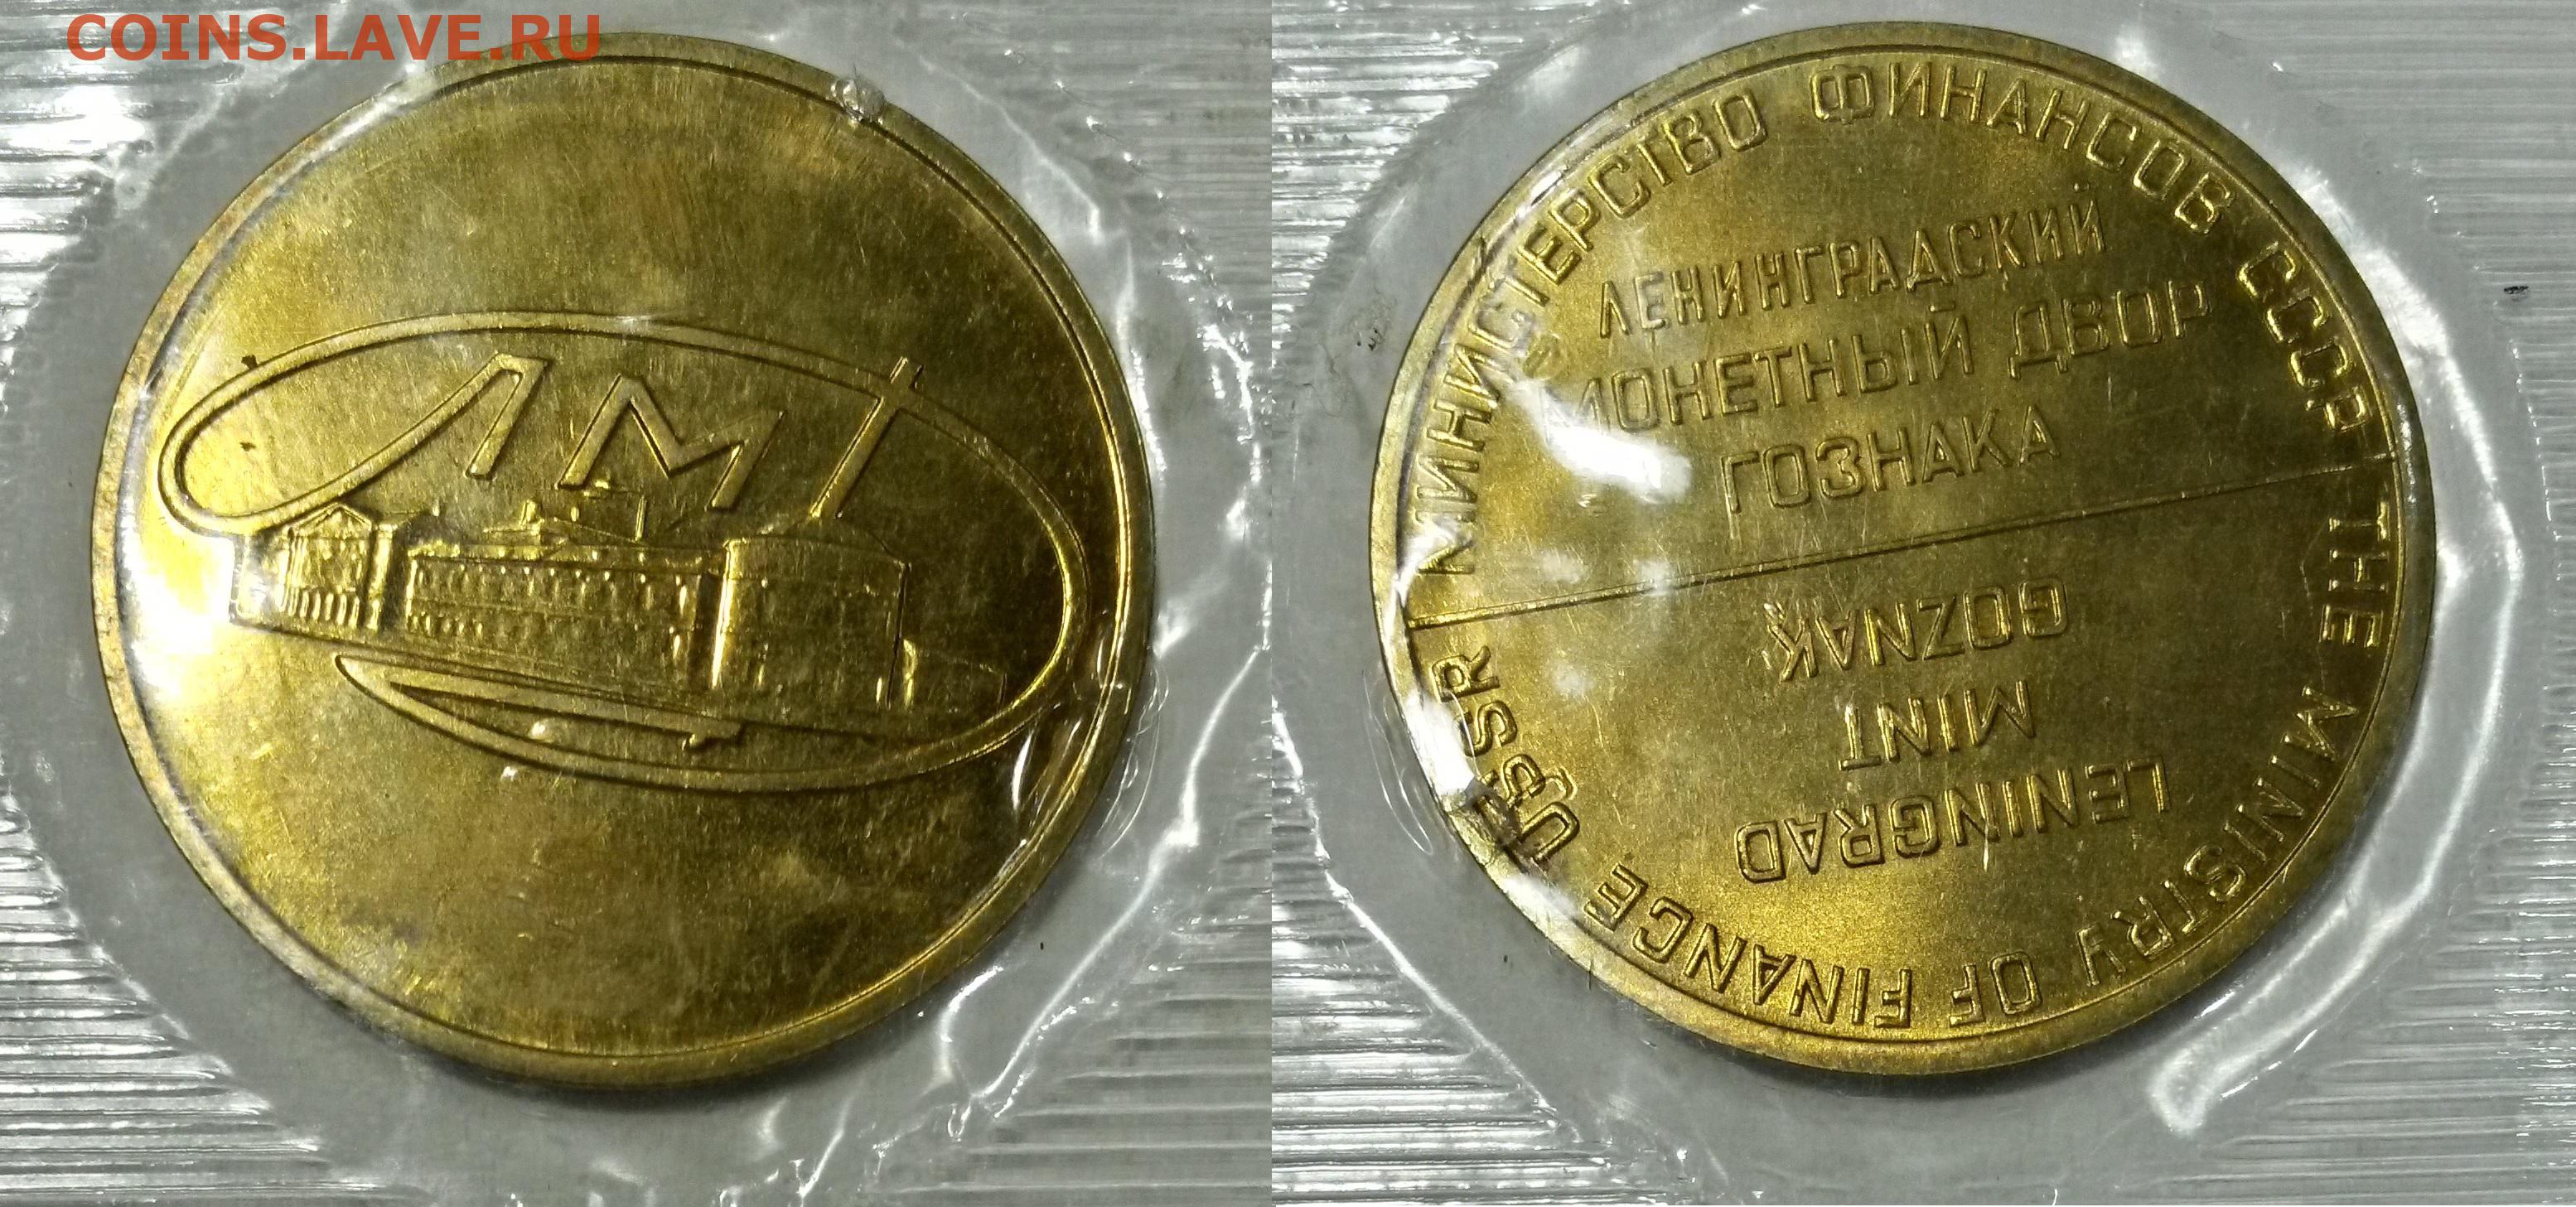 COINS.LAVE.RU
ЛМД
МИНИСТЕРСТВО ФИНАНСОВ СССР
ЛЕНИНГРАДСКИЙ
МОНЕТНЫЙ ДВОР
ГОЗНАКА
THE MINISTRY OF FINANCE USSR
LENINGRAD
MINT
GOZNAK